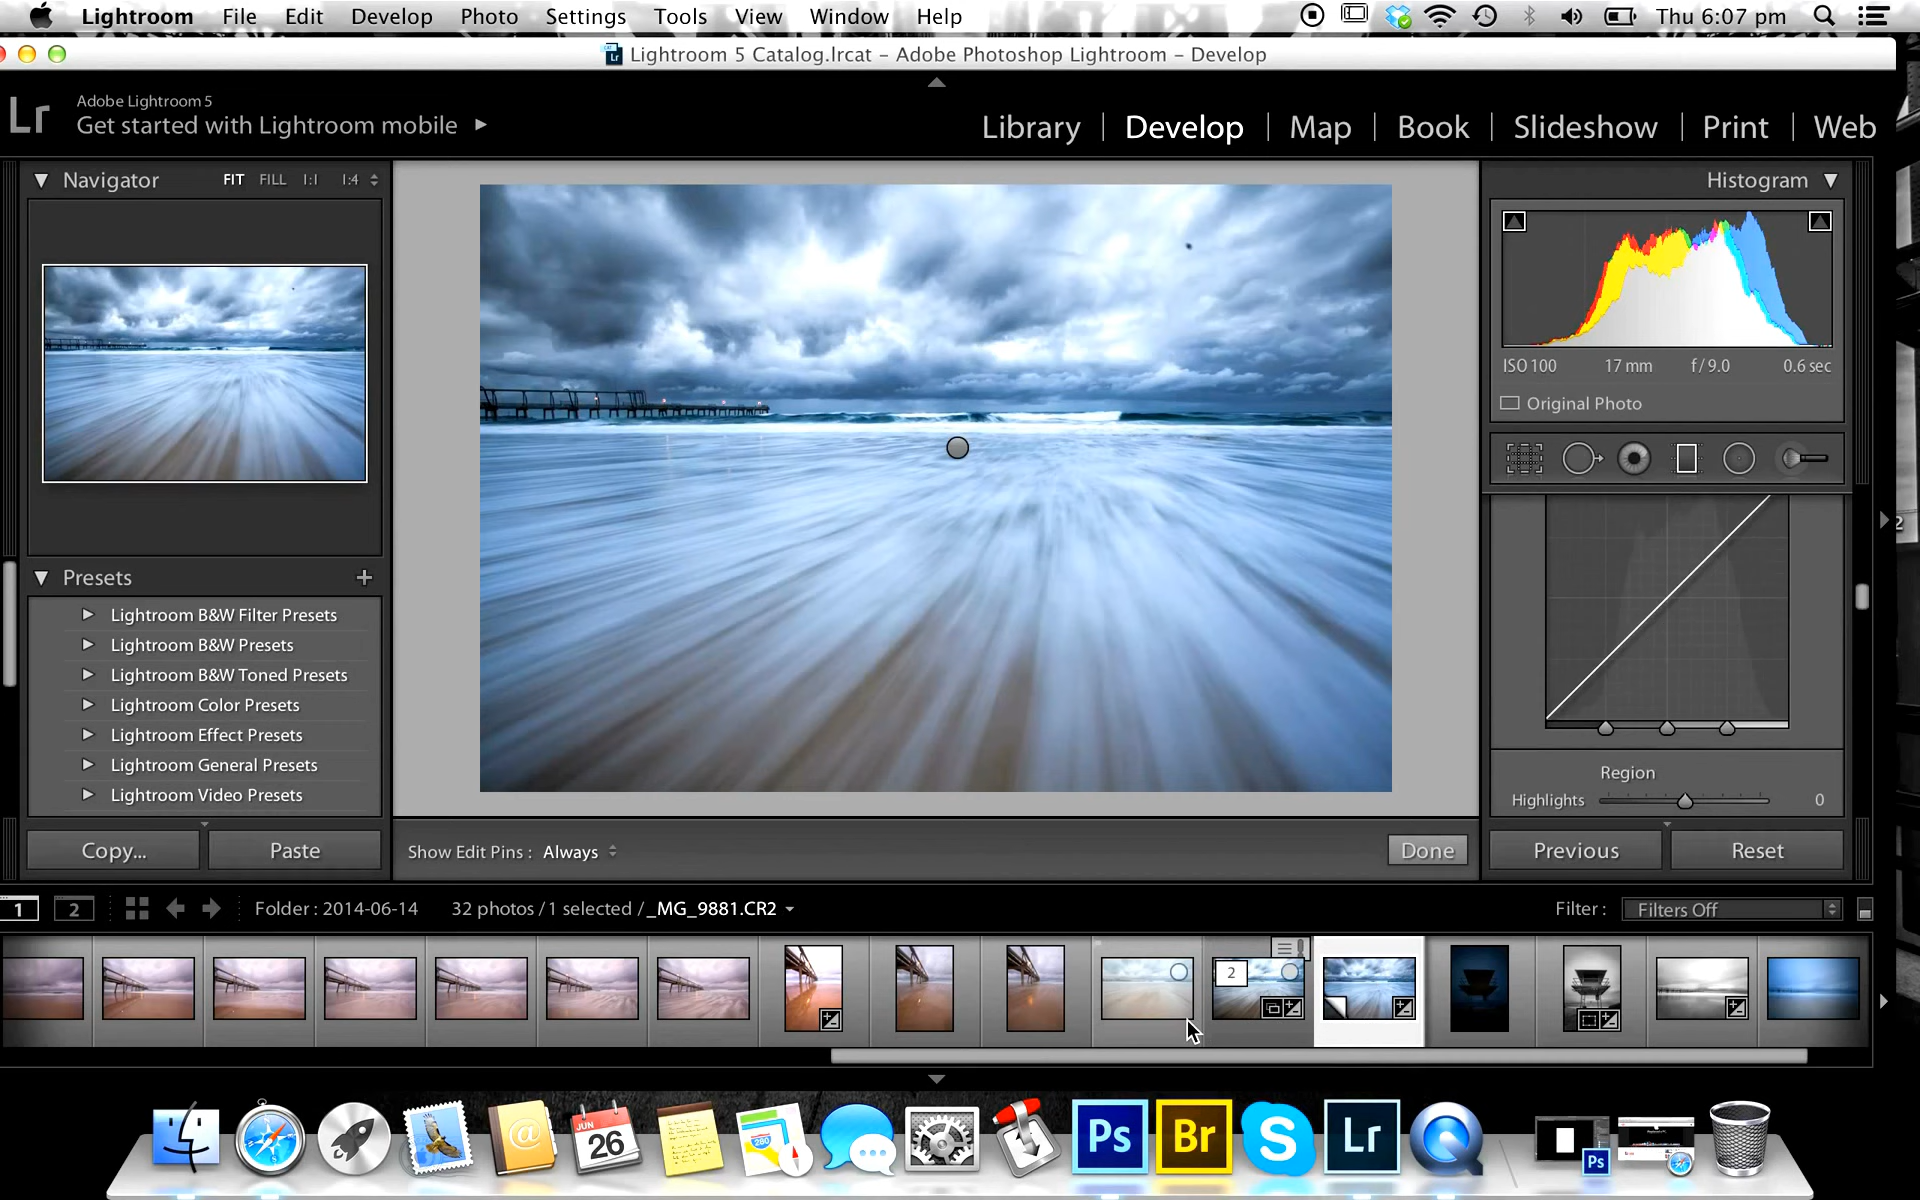 Lightroom File Edit Develop Photo Settings Tools View Window Help Thu 6:07 pm
Lightroom 5 Catalog.lrcat – Adobe Photoshop Lightroom – Develop
Lr
Adobe Lightroom 5
Get started with Lightroom mobile
Library | Develop | Map | Book | Slideshow | Print | Web
Navigator FIT FILL 1:1 1:4
Histogram
ISO 100 17 mm f / 9.0 0.6 sec
Original Photo
Presets +
Lightroom B&W Filter Presets
Lightroom B&W Presets
Lightroom B&W Toned Presets
Lightroom Color Presets
Lightroom Effect Presets
Lightroom General Presets
Lightroom Video Presets
Region
Highlights 0
Copy... Paste
Show Edit Pins : Always
Done
Previous Reset
1 2 Folder : 2014-06-14 32 photos / 1 selected / _MG_9881.CR2
Filter : Filters Off
2
JUN
26
@
280
Ps Br S Lr
Ps